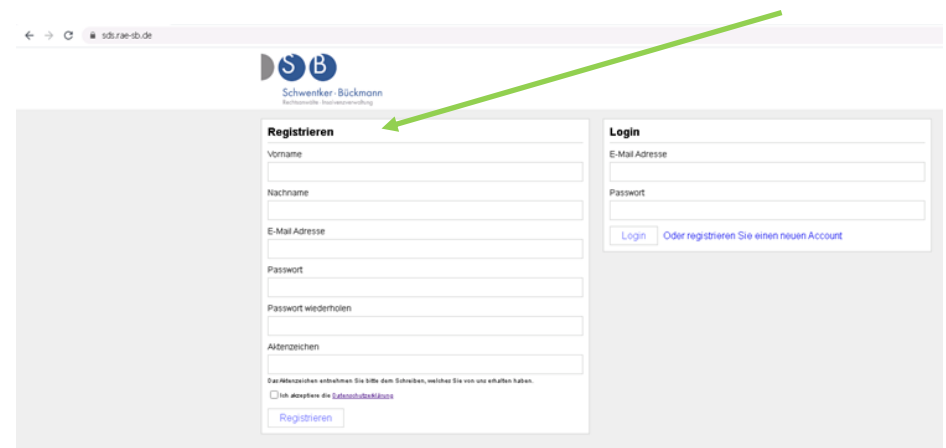 sds.rae-sb.de
S B
Schwentker · Bückmann
Rechtsanwälte · Insolvenzverwaltung
Registrieren
Vorname
Nachname
E-Mail Adresse
Passwort
Passwort wiederholen
Aktenzeichen
Das Aktenzeichen entnehmen Sie bitte dem Schreiben, welches Sie von uns erhalten haben.
Ich akzeptiere die Datenschutzerklärung
Registrieren
Login
E-Mail Adresse
Passwort
Login Oder registrieren Sie einen neuen Account